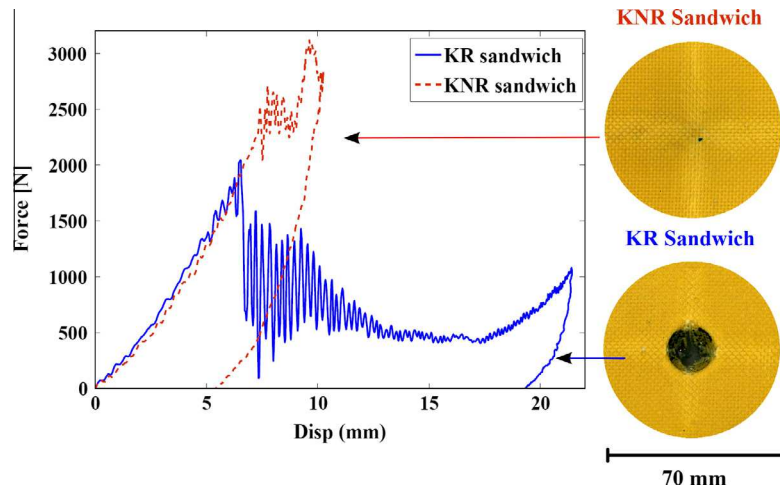 KNR Sandwich
3000
2500
2000
1500
1000
500
0
Force [N]
KR sandwich
KNR sandwich
KR Sandwich
0
5
10
15
20
Disp (mm)
70 mm